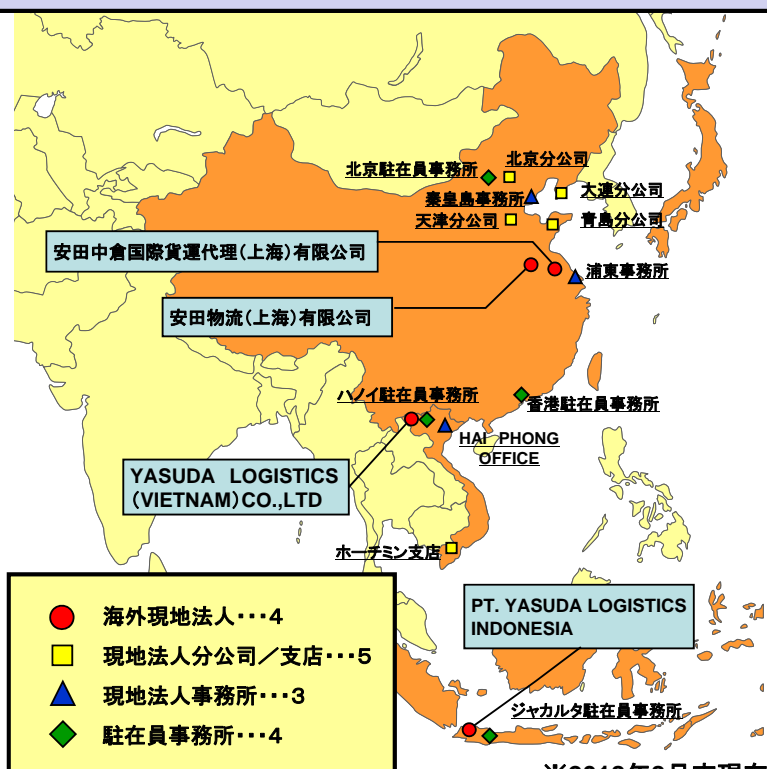 北京駐在員事務所
北京分公司
秦皇島事務所
大連分公司
天津分公司
青島分公司
安田中倉国際貨運代理(上海)有限公司
浦東事務所
安田物流(上海)有限公司
ハノイ駐在員事務所
香港駐在員事務所
HAI PHONG
OFFICE
YASUDA LOGISTICS
(VIETNAM)CO.,LTD
ホーチミン支店
海外現地法人・・・4
現地法人分公司/支店・・・5
現地法人事務所・・・3
駐在員事務所・・・4
PT. YASUDA LOGISTICS
INDONESIA
ジャカルタ駐在員事務所